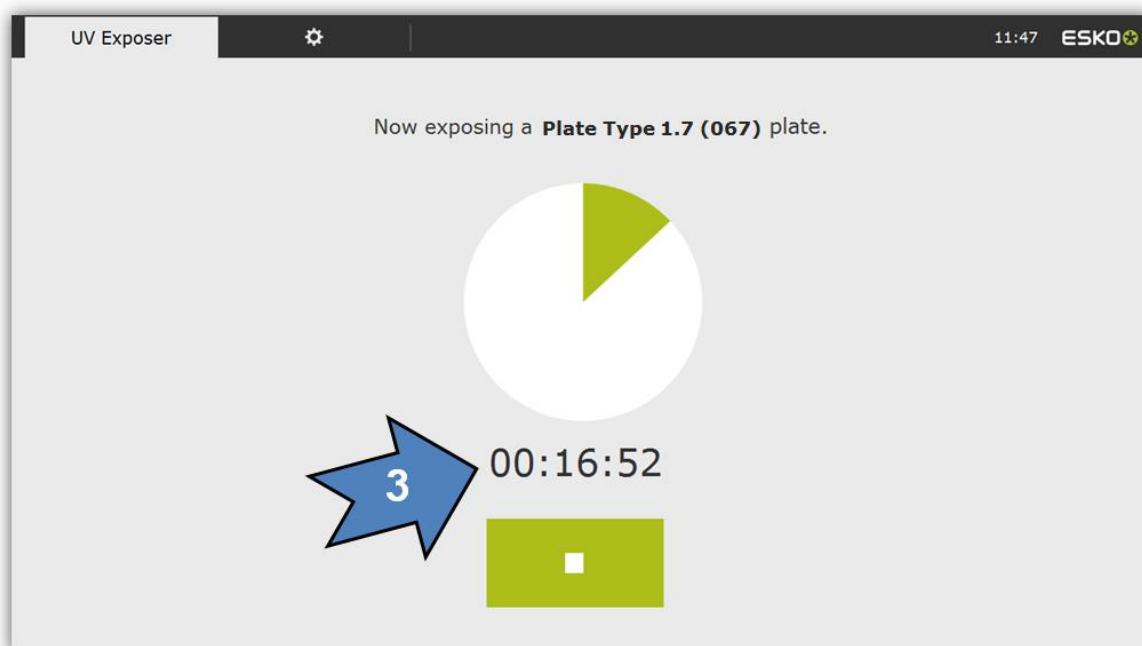 UV Exposer 11:47 ESKO
Now exposing a Plate Type 1.7 (067) plate.
00:16:52
3